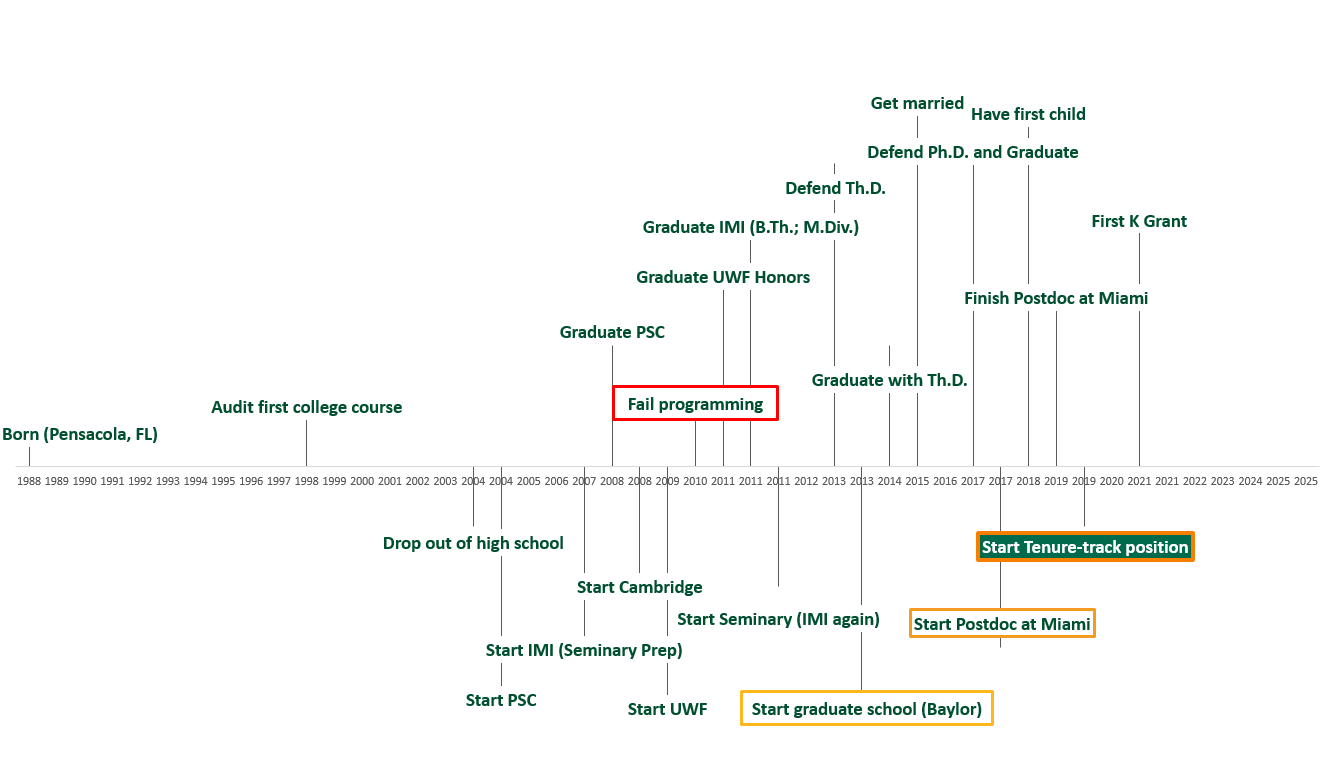 Get married
Have first child
Defend Ph.D. and Graduate
Defend Th.D.
First K Grant
Graduate IMI (B.Th.; M.Div.)
Graduate UWF Honors
Finish Postdoc at Miami
Graduate PSC
Graduate with Th.D.
Fail programming
Audit first college course
Born (Pensacola, FL)
1988 1989 1990 1991 1992 1993 1994 1995 1996 1997 1998 1999 2000 2001 2002 2003 2004 2004 2005 2006 2007 2008 2008 2009 2010 2011 2011 2011 2012 2013 2013 2014 2015 2016 2017 2017 2018 2019 2019 2020 2021 2022 2023 2024 2025 2025
Drop out of high school
Start Tenure-track position
Start Cambridge
Start Seminary (IMI again)
Start Postdoc at Miami
Start IMI (Seminary Prep)
Start PSC
Start UWF
Start graduate school (Baylor)